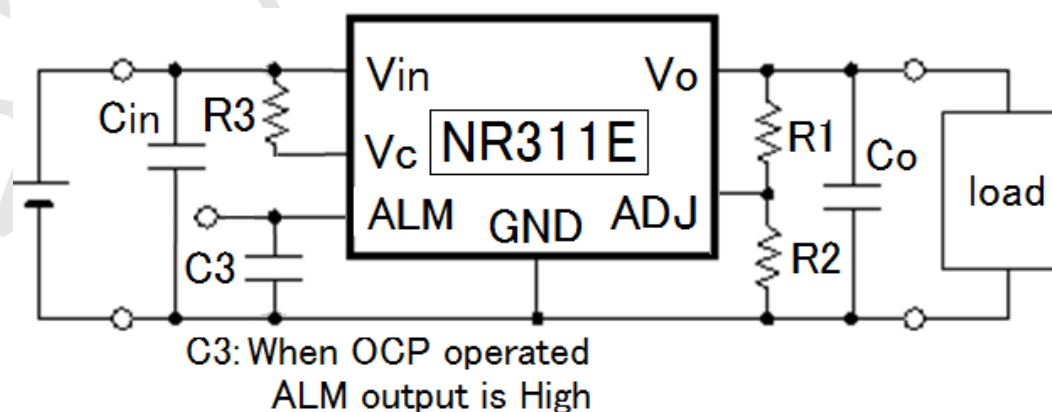 Vin
Vo
Cin
R3
R1
Vc
NR311E
Co
load
ALM
GND
ADJ
C3
R2
C3: When OCP operated
ALM output is High